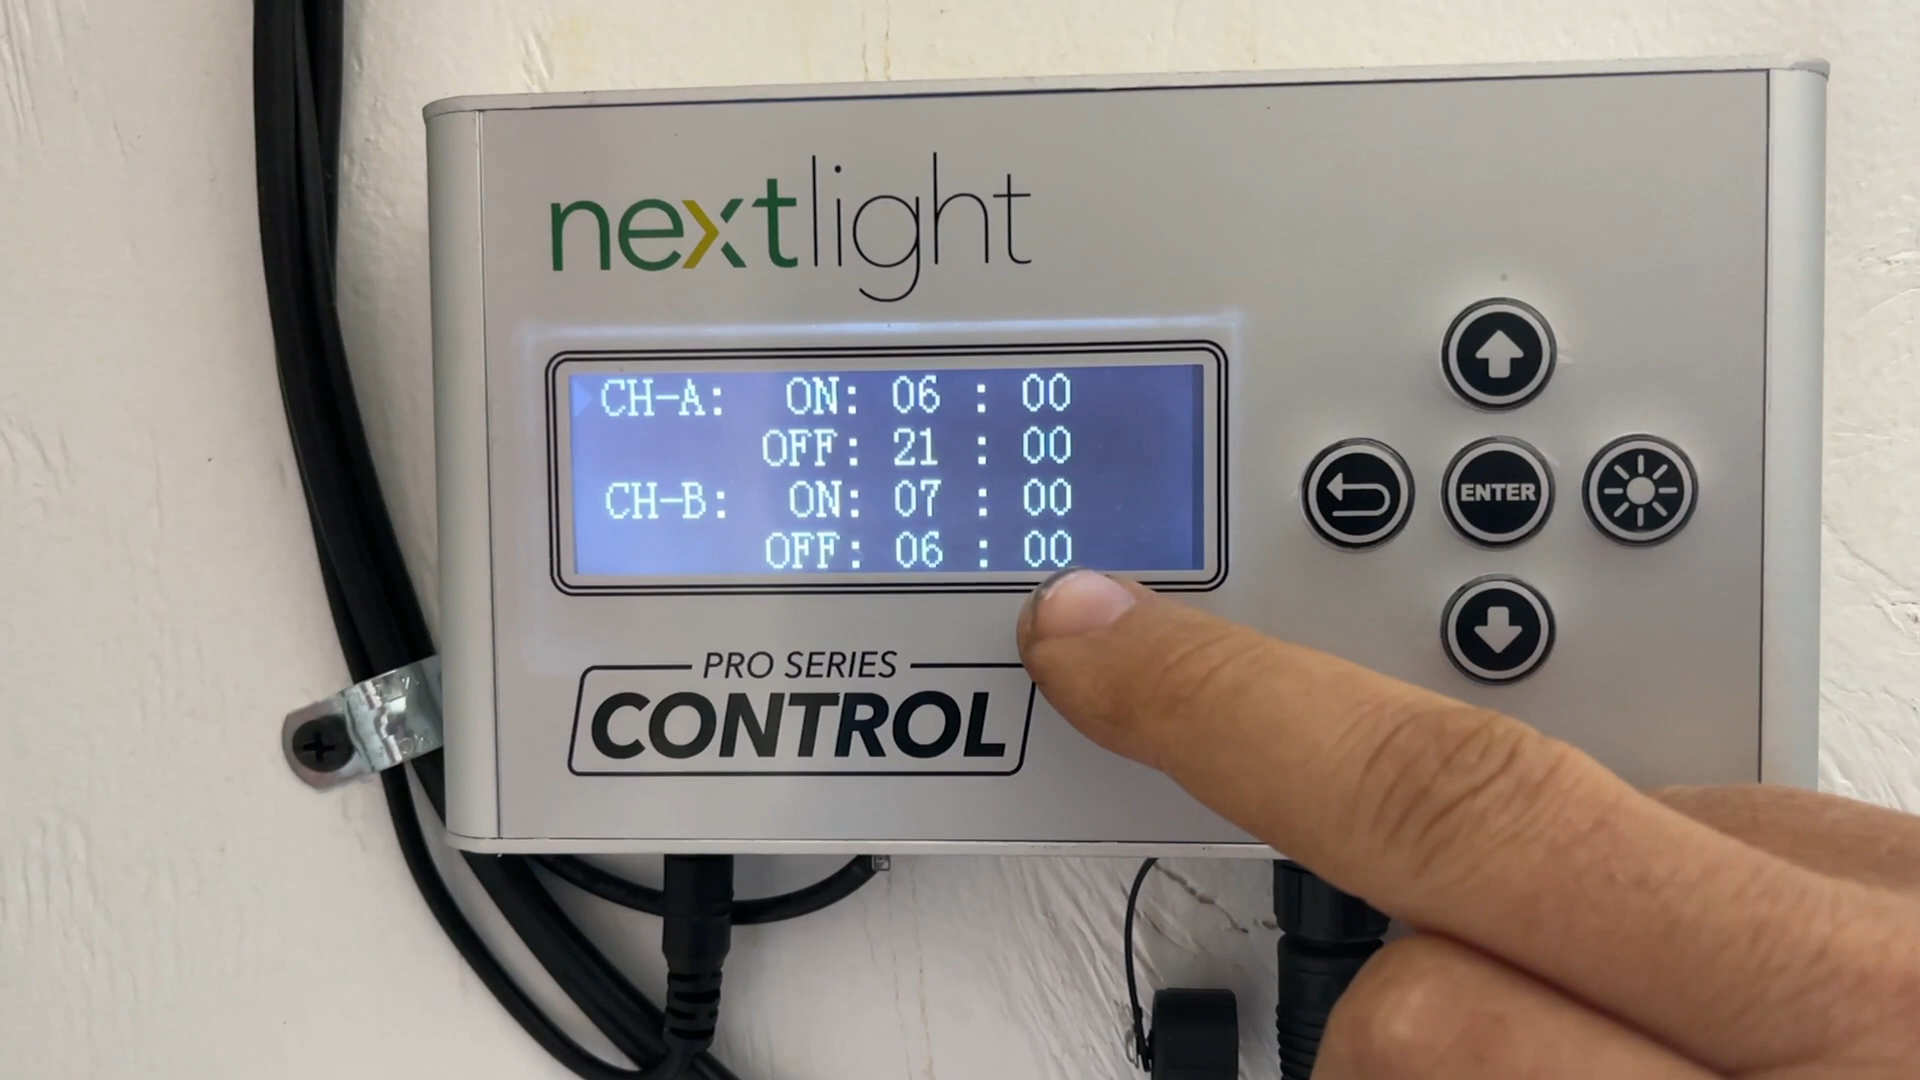 nextlight
CH-A: ON: 06 : 00
OFF: 21 : 00
CH-B: ON: 07 : 00
OFF: 06 : 00
ENTER
PRO SERIES
CONTROL